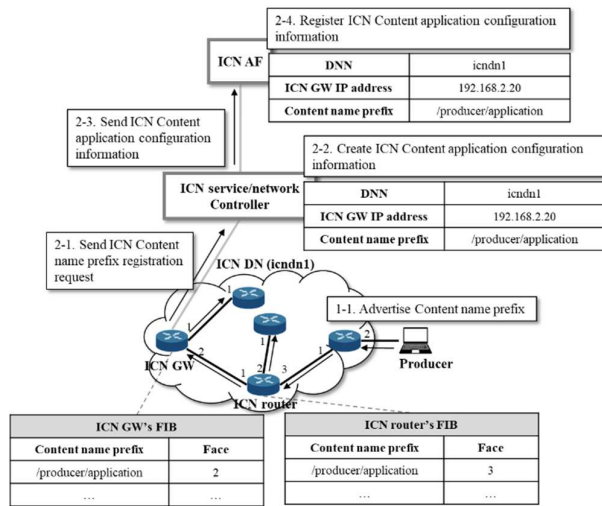 2-4. Register ICN Content application configuration
information
DNN icndn1
ICN GW IP address 192.168.2.20
Content name prefix /producer/application
ICN AF
2-3. Send ICN Content
application configuration
information
2-2. Create ICN Content application configuration
information
DNN icndn1
ICN GW IP address 192.168.2.20
Content name prefix /producer/application
ICN service/network
Controller
2-1. Send ICN Content
name prefix registration
request
ICN DN (icndn1)
1-1. Advertise Content name prefix
1
1
1
1
2
Producer
ICN GW
2
1
2
3
ICN router
ICN GW's FIB
Content name prefix Face
/producer/application 2
... ...
ICN router's FIB
Content name prefix Face
/producer/application 3
... ...